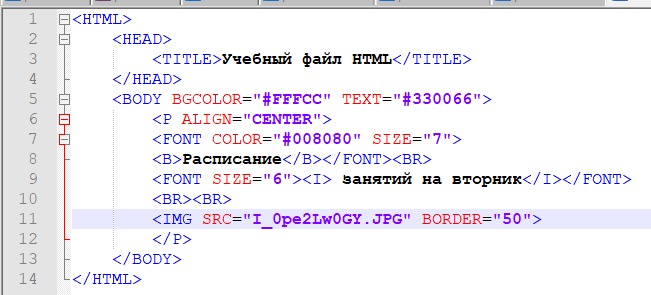 1 <HTML>
2 <HEAD>
3 <TITLE>Учебный файл HTML</TITLE>
4 </HEAD>
5 <BODY BGCOLOR="#FFFCC" TEXT="#330066">
6 <P ALIGN="CENTER">
7 <FONT COLOR="#008080" SIZE="7">
8 <B>Расписание</B></FONT><BR>
9 <FONT SIZE="6"><I> занятий на вторник</I></FONT>
10 <BR><BR>
11 <IMG SRC="I_0pe2Lw0GY.JPG" BORDER="50">
12 </P>
13 </BODY>
14 </HTML>